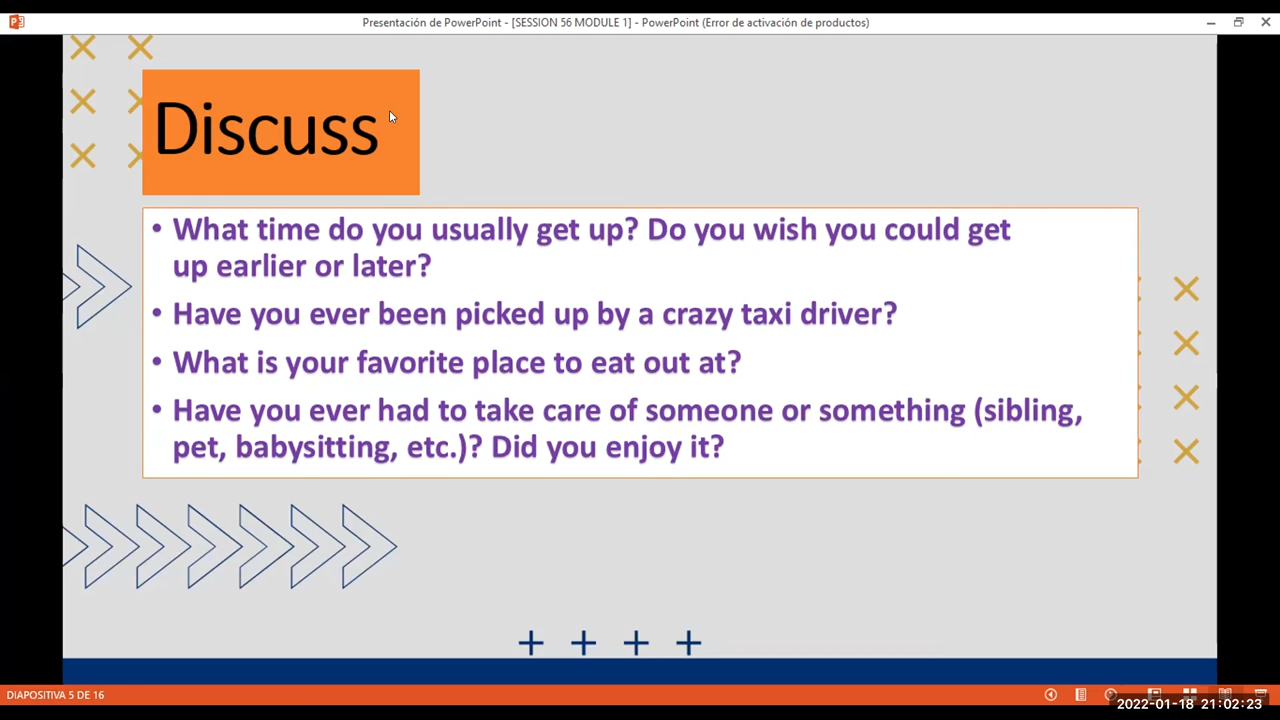 Presentación de PowerPoint - [SESSION 56 MODULE 1] - PowerPoint (Error de activación de productos)
Discuss
• What time do you usually get up? Do you wish you could get
up earlier or later?
• Have you ever been picked up by a crazy taxi driver?
• What is your favorite place to eat out at?
• Have you ever had to take care of someone or something (sibling,
pet, babysitting, etc.)? Did you enjoy it?
DIAPOSITIVA 5 DE 16
2022-01-18 21:02:23